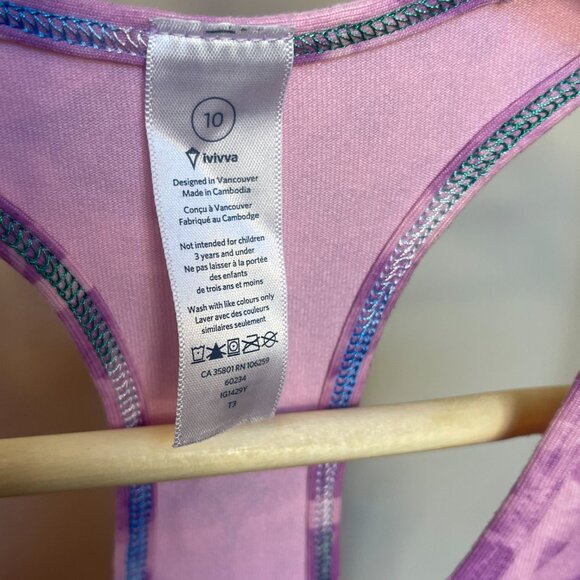 10
ivivva
Designed in Vancouver
Made in Cambodia
Conçu à Vancouver
Fabriqué au Cambodge
Not intended for children
3 years and under
Ne pas laisser à la portée
des enfants
de trois ans et moins
Wash with like colours only
Laver avec des couleurs
similaires seulement
CA 35801 RN 106259
60234
IG1429Y
T3